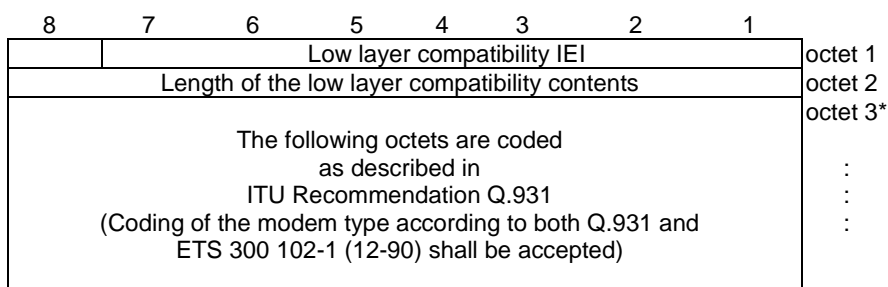 8 7 6 5 4 3 2 1
Low layer compatibility IEI octet 1
Length of the low layer compatibility contents octet 2
octet 3*
The following octets are coded
as described in :
ITU Recommendation Q.931 :
(Coding of the modem type according to both Q.931 and :
ETS 300 102-1 (12-90) shall be accepted)